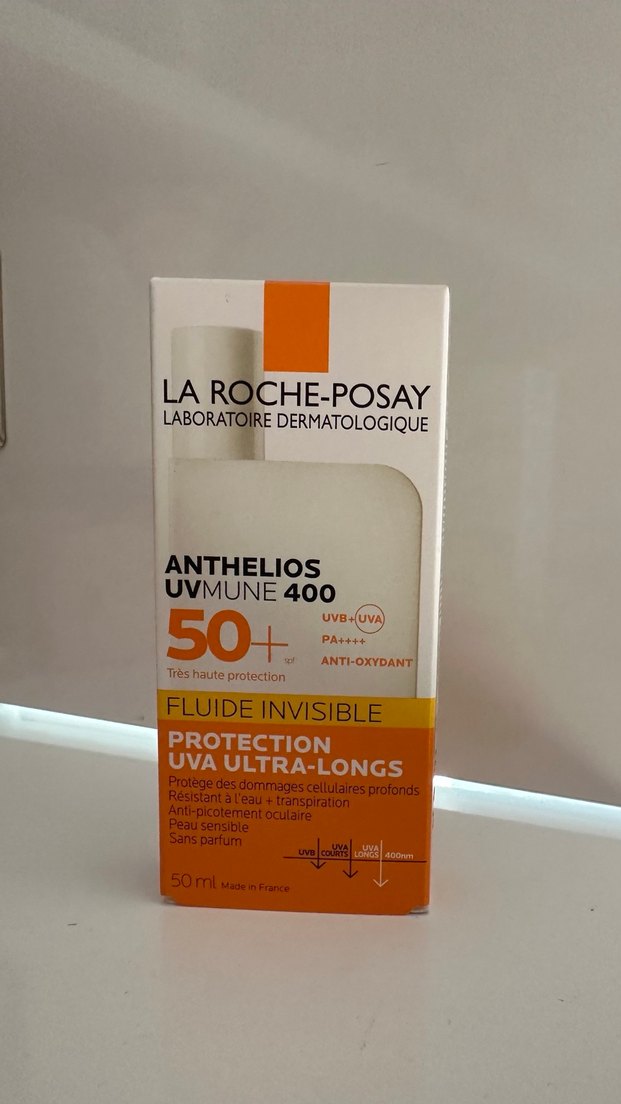 LA ROCHE-POSAY
LABORATOIRE DERMATOLOGIQUE
ANTHELIOS
UVMUNE 400
50+ spf
Très haute protection
UVB+UVA
PA++++
ANTI-OXYDANT
FLUIDE INVISIBLE
PROTECTION
UVA ULTRA-LONGS
Protège des dommages cellulaires profonds
Résistant à l'eau + transpiration
Anti-picotement oculaire
Peau sensible
Sans parfum
UVB
UVA COURTS
UVA LONGS
400nm
50 ml Made in France